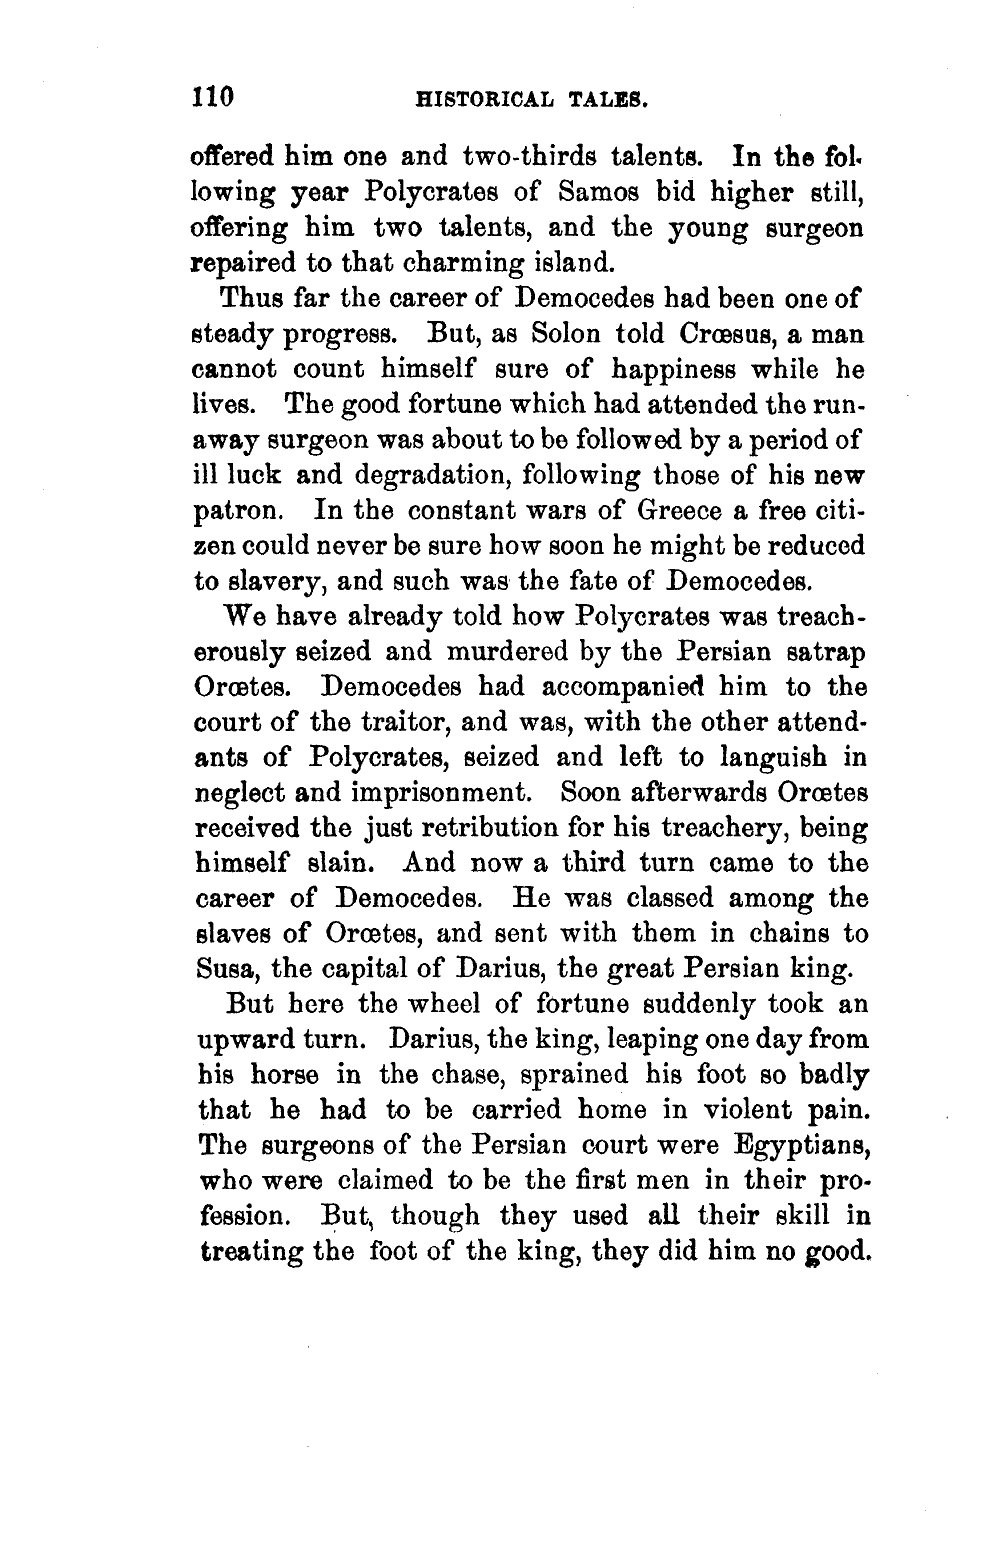 110 HISTORICAL TALES.
offered him one and two-thirds talents. In the fol-
lowing year Polycrates of Samos bid higher still,
offering him two talents, and the young surgeon
repaired to that charming island.
Thus far the career of Democedes had been one of
steady progress. But, as Solon told Crœsus, a man
cannot count himself sure of happiness while he
lives. The good fortune which had attended the run-
away surgeon was about to be followed by a period of
ill luck and degradation, following those of his new
patron. In the constant wars of Greece a free citi-
zen could never be sure how soon he might be reduced
to slavery, and such was the fate of Democedes.
We have already told how Polycrates was treach-
erously seized and murdered by the Persian satrap
Orœtes. Democedes had accompanied him to the
court of the traitor, and was, with the other attend-
ants of Polycrates, seized and left to languish in
neglect and imprisonment. Soon afterwards Orœtes
received the just retribution for his treachery, being
himself slain. And now a third turn came to the
career of Democedes. He was classed among the
slaves of Orœtes, and sent with them in chains to
Susa, the capital of Darius, the great Persian king.
But here the wheel of fortune suddenly took an
upward turn. Darius, the king, leaping one day from
his horse in the chase, sprained his foot so badly
that he had to be carried home in violent pain.
The surgeons of the Persian court were Egyptians,
who were claimed to be the first men in their pro-
fession. But, though they used all their skill in
treating the foot of the king, they did him no good.